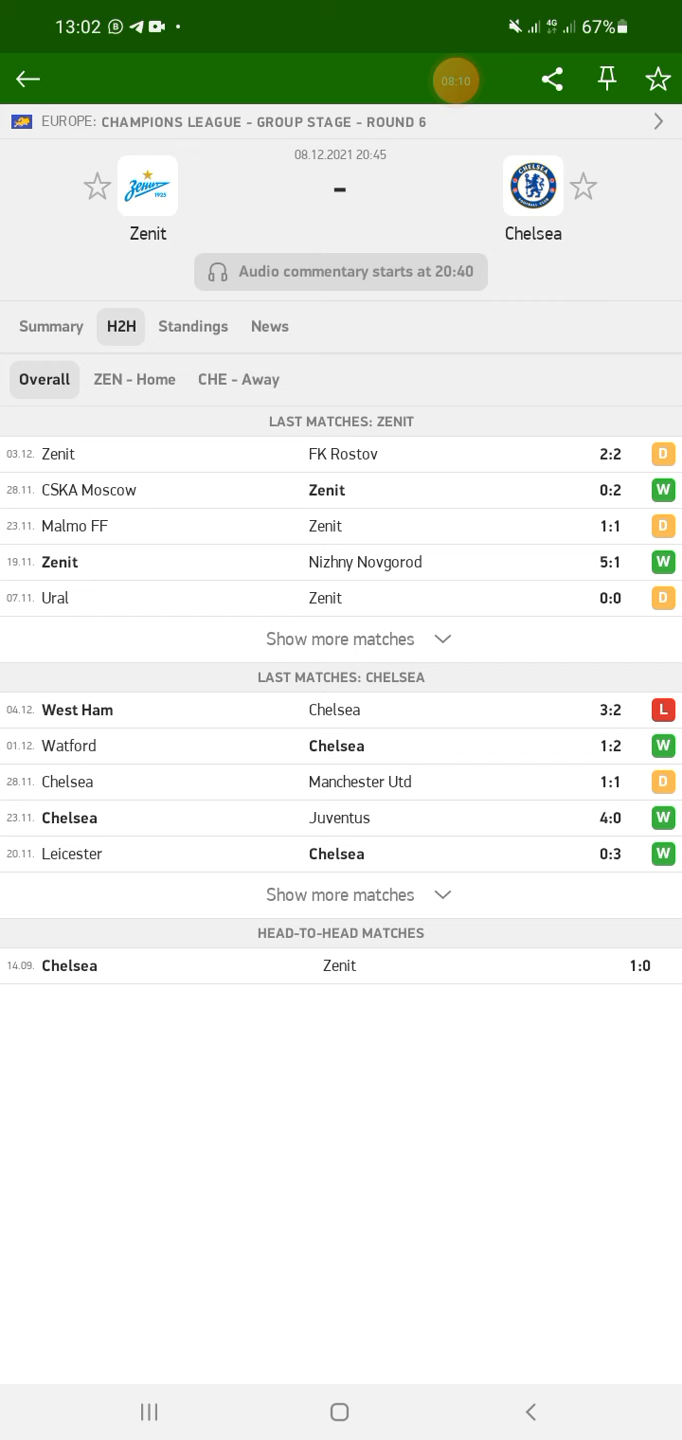 13:02 4G 67%
08:10
EUROPE: CHAMPIONS LEAGUE - GROUP STAGE - ROUND 6
08.12.2021 20:45
Zenit 1925 - CHELSEA FOOTBALL CLUB
Zenit Chelsea
Audio commentary starts at 20:40
Summary H2H Standings News
Overall ZEN - Home CHE - Away
LAST MATCHES: ZENIT
03.12. Zenit FK Rostov 2:2 D
28.11. CSKA Moscow Zenit 0:2 W
23.11. Malmo FF Zenit 1:1 D
19.11. Zenit Nizhny Novgorod 5:1 W
07.11. Ural Zenit 0:0 D
Show more matches
LAST MATCHES: CHELSEA
04.12. West Ham Chelsea 3:2 L
01.12. Watford Chelsea 1:2 W
28.11. Chelsea Manchester Utd 1:1 D
23.11. Chelsea Juventus 4:0 W
20.11. Leicester Chelsea 0:3 W
Show more matches
HEAD-TO-HEAD MATCHES
14.09. Chelsea Zenit 1:0